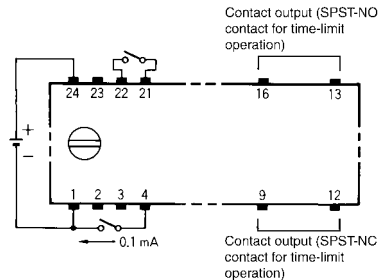 Contact output (SPST-NO
contact for time-limit
operation)
24 23 22 21 16 13
+
−
1 2 3 4 9 12
0.1 mA
Contact output (SPST-NC
contact for time-limit
operation)